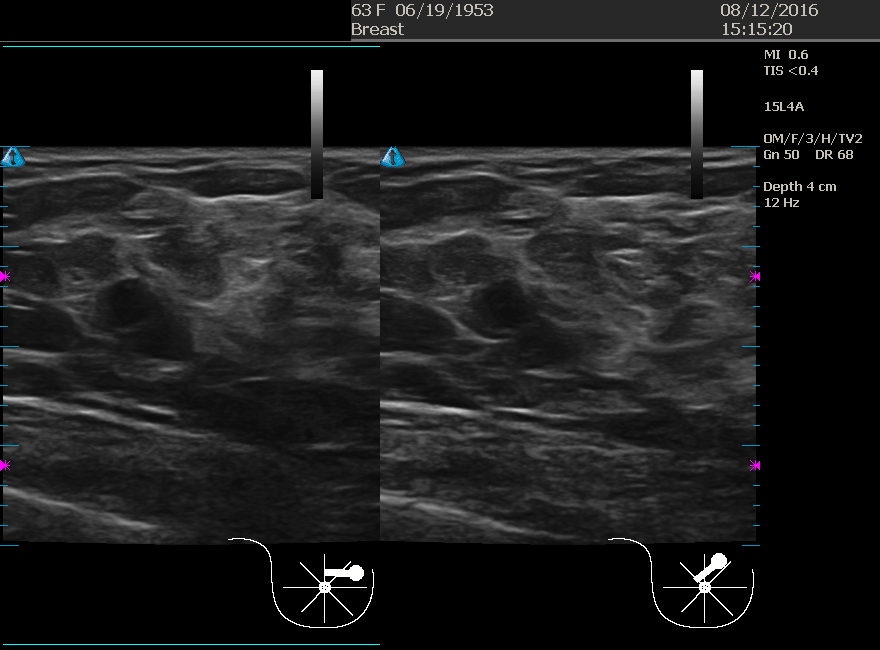 63 F 06/19/1953 08/12/2016
Breast 15:15:20
MI 0.6
TIS <0.4
15L4A
OM/F/3/H/TV2
Gn 50 DR 68
Depth 4 cm
12 Hz